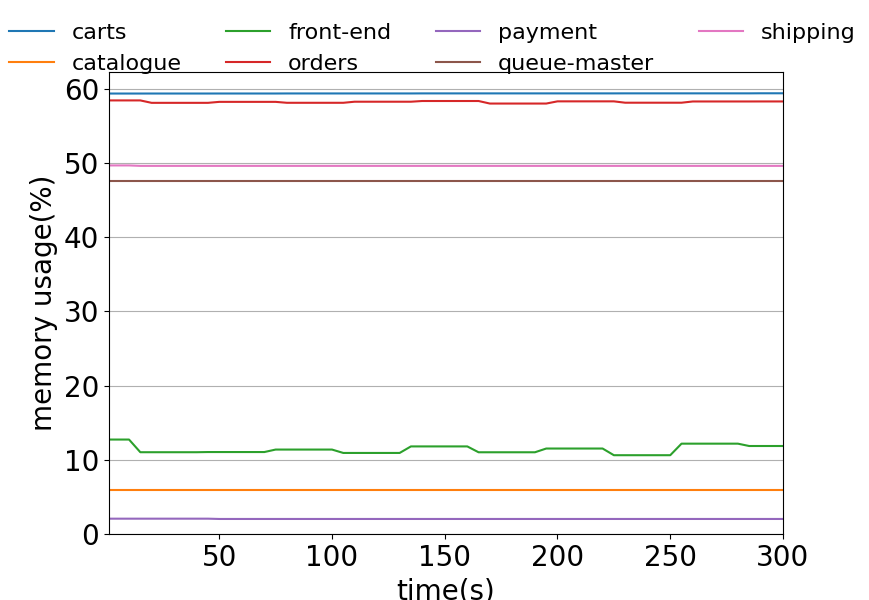 carts front-end payment shipping
catalogue orders queue-master
60
50
40
30
20
10
0
memory usage(%)
50 100 150 200 250 300
time(s)